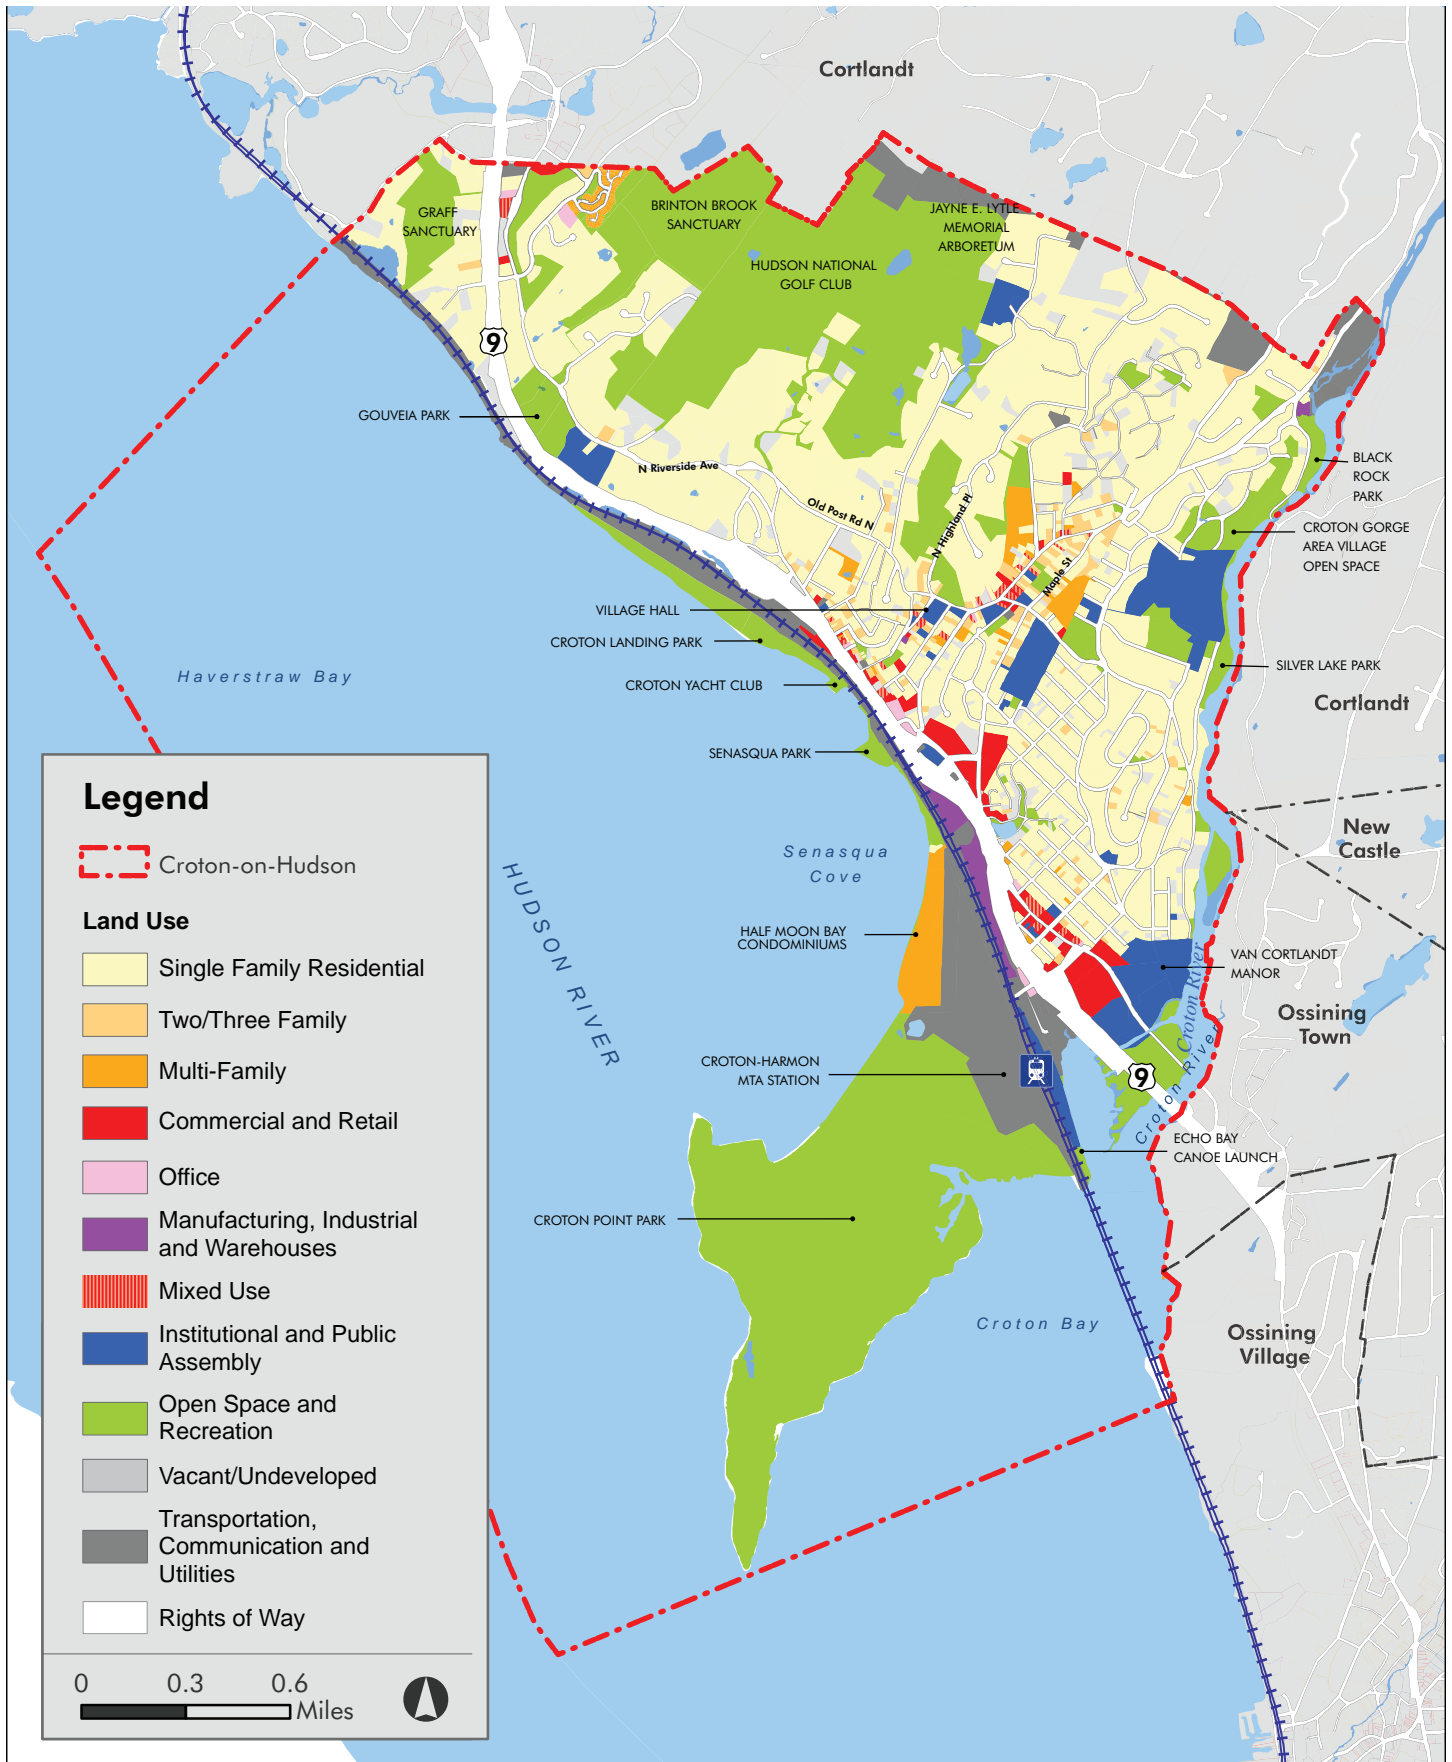 Cortlandt
GRAFF
SANCTUARY
BRINTON BROOK
SANCTUARY
JAYNE E. LYTLE
MEMORIAL
ARBORETUM
HUDSON NATIONAL
GOLF CLUB
9
GOUVEIA PARK
N Riverside Ave
Old Post Rd N
N Highland Pl
Maple St
BLACK
ROCK
PARK
CROTON GORGE
AREA VILLAGE
OPEN SPACE
VILLAGE HALL
CROTON LANDING PARK
SILVER LAKE PARK
Haverstraw Bay
CROTON YACHT CLUB
Cortlandt
SENASQUA PARK
New
Castle
Senasqua
Cove
HUDSON RIVER
HALF MOON BAY
CONDOMINIUMS
VAN CORTLANDT
MANOR
Croton River
Ossining
Town
CROTON-HARMON
MTA STATION
9
Croton River
ECHO BAY
CANOE LAUNCH
CROTON POINT PARK
Croton Bay
Ossining
Village
Legend
Croton-on-Hudson
Land Use
Single Family Residential
Two/Three Family
Multi-Family
Commercial and Retail
Office
Manufacturing, Industrial
and Warehouses
Mixed Use
Institutional and Public
Assembly
Open Space and
Recreation
Vacant/Undeveloped
Transportation,
Communication and
Utilities
Rights of Way
0 0.3 0.6
Miles